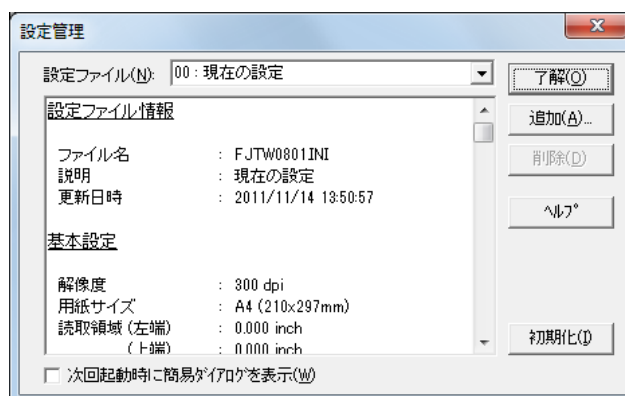 設定管理
設定ファイル(N): 00 : 現在の設定
了解(O)
設定ファイル情報
追加(A)...
ファイル名 : FJTW0801.INI
削除(D)
説明 : 現在の設定
更新日時 : 2011/11/14 13:50:57
ヘルプ
基本設定
解像度 : 300 dpi
用紙サイズ : A4 (210x297mm)
読取領域 (左端) : 0.000 inch
初期化(I)
(上端) : 0.000 inch
次回起動時に簡易ダイアログを表示(W)